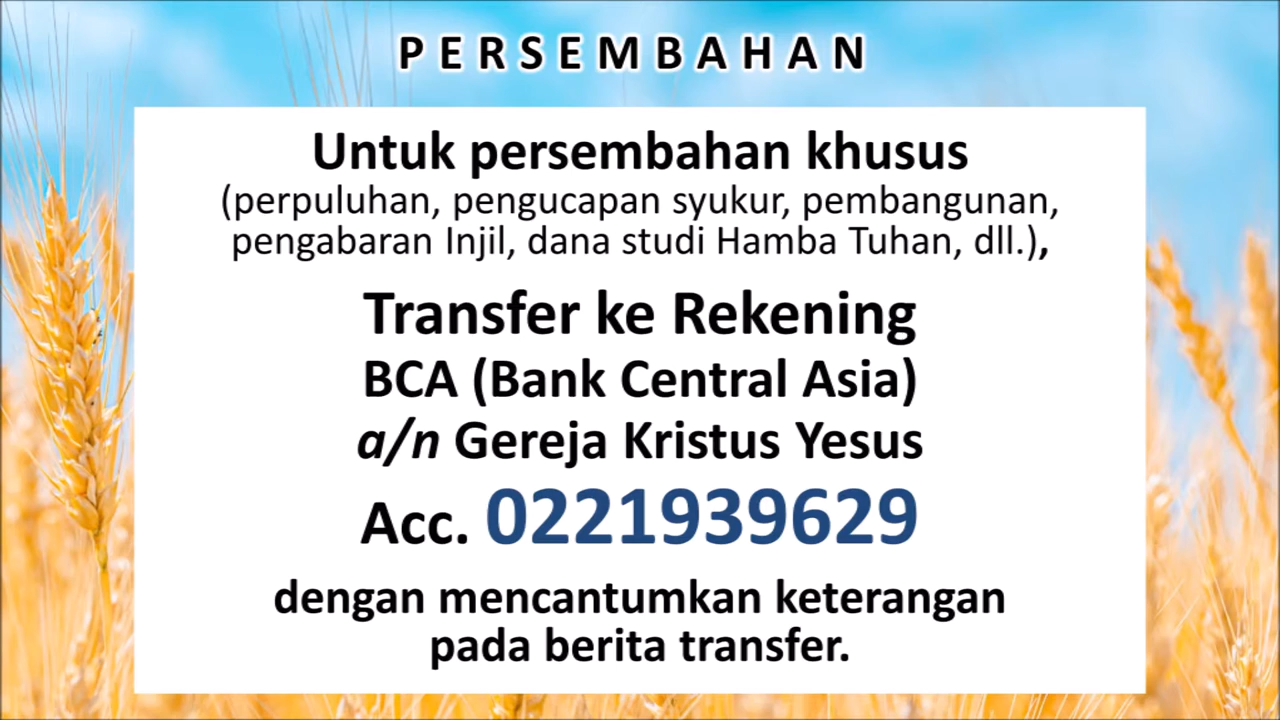 PERSEMBAHAN
Untuk persembahan khusus
(perpuluhan, pengucapan syukur, pembangunan,
pengabaran Injil, dana studi Hamba Tuhan, dll.),
Transfer ke Rekening
BCA (Bank Central Asia)
a/n Gereja Kristus Yesus
Acc. 0221939629
dengan mencantumkan keterangan
pada berita transfer.